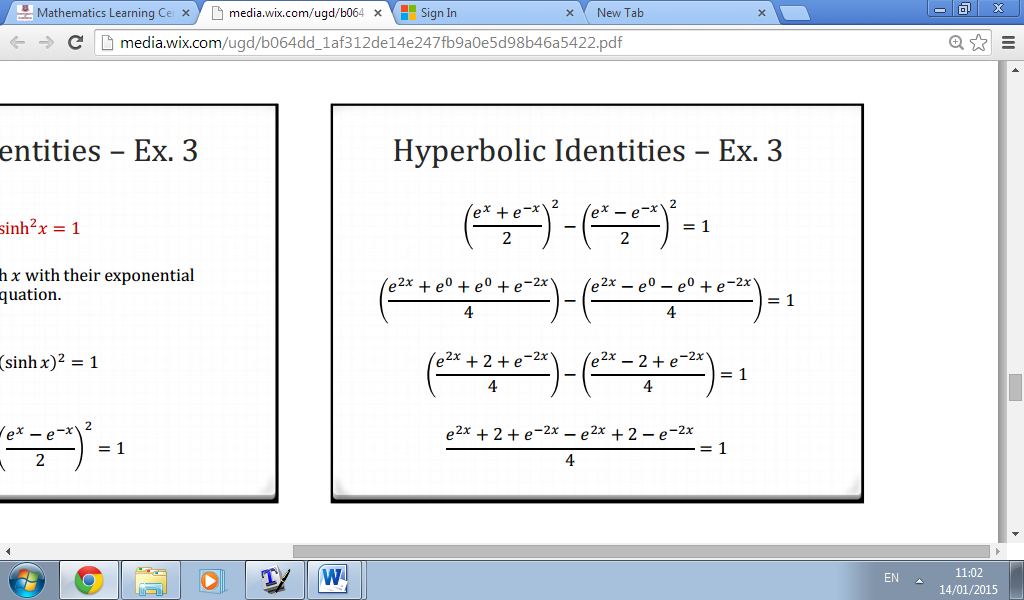 Mathematics Learning Ce
media.wix.com/ugd/b064
Sign In
New Tab
media.wix.com/ugd/b064dd_1af312de14e247fb9a0e5d98b46a5422.pdf
entities – Ex. 3
sinh²x = 1
h x with their exponential
quation.
(sinh x)² = 1
((eˣ − e⁻ˣ)/2)² = 1
Hyperbolic Identities – Ex. 3
((eˣ + e⁻ˣ)/2)² − ((eˣ − e⁻ˣ)/2)² = 1
((e²ˣ + e⁰ + e⁰ + e⁻²ˣ)/4) − ((e²ˣ − e⁰ − e⁰ + e⁻²ˣ)/4) = 1
((e²ˣ + 2 + e⁻²ˣ)/4) − ((e²ˣ − 2 + e⁻²ˣ)/4) = 1
(e²ˣ + 2 + e⁻²ˣ − e²ˣ + 2 − e⁻²ˣ)/4 = 1
EN
11:02
14/01/2015